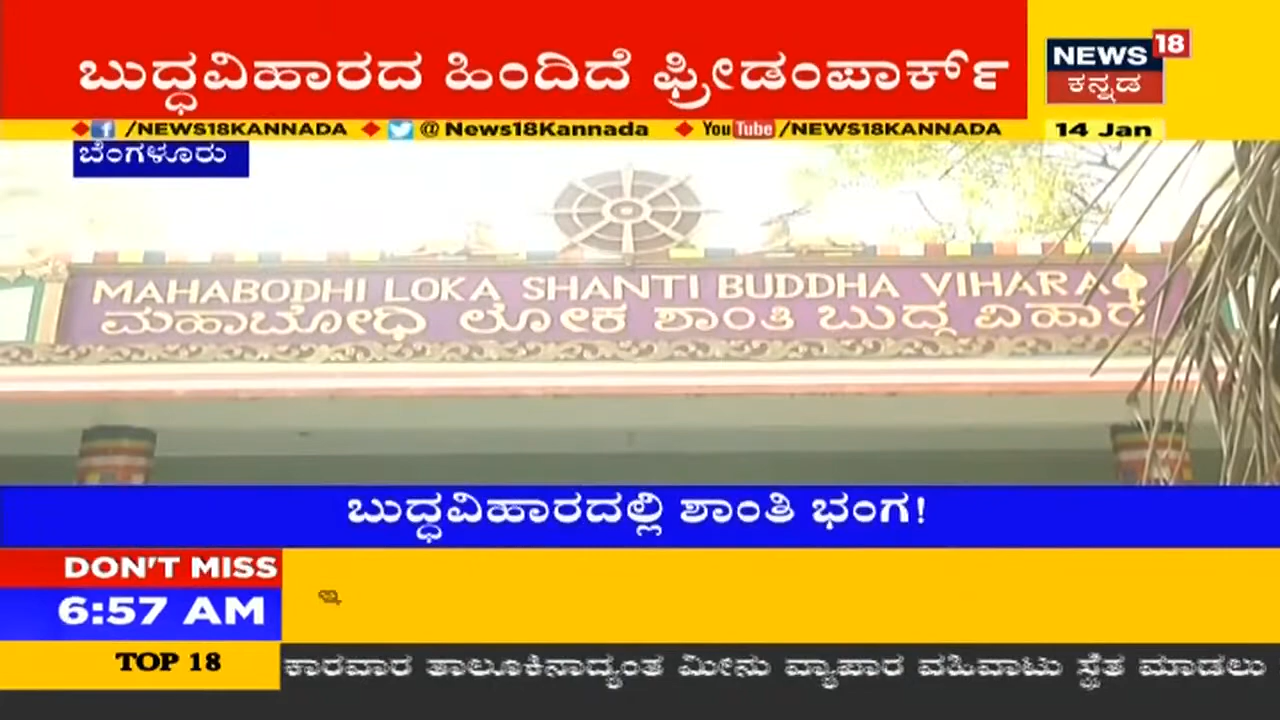 ಬುದ್ಧವಿಹಾರದ ಹಿಂದಿದೆ ಫ್ರೀಡಂಪಾರ್ಕ್
NEWS 18
ಕನ್ನಡ
/NEWS18KANNADA @News18Kannada YouTube /NEWS18KANNADA
14 Jan
ಬೆಂಗಳೂರು
MAHABODHI LOKA SHANTI BUDDHA VIHARA
ಮಹಾಬೋಧಿ ಲೋಕ ಶಾಂತಿ ಬುದ್ಧ ವಿಹಾರ
ಬುದ್ಧವಿಹಾರದಲ್ಲಿ ಶಾಂತಿ ಭಂಗ!
DON'T MISS
6:57 AM
TOP 18
ಕಾರವಾರ ತಾಲೂಕಿನಾದ್ಯಂತ ಮೀನು ವ್ಯಾಪಾರ ವಹಿವಾಟು ಸ್ಥಗಿತ ಮಾಡಲು